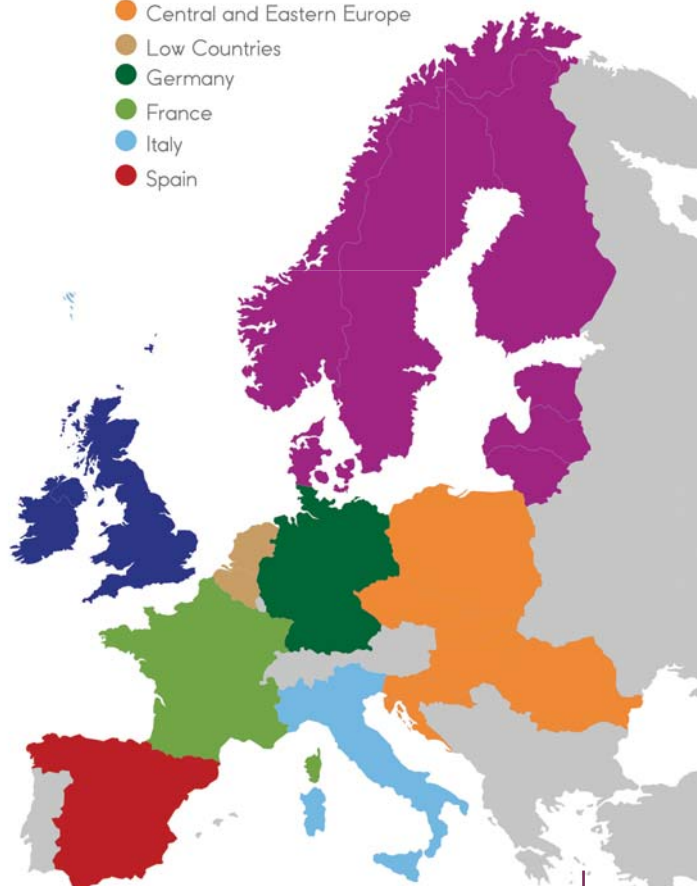 Central and Eastern Europe
Low Countries
Germany
France
Italy
Spain